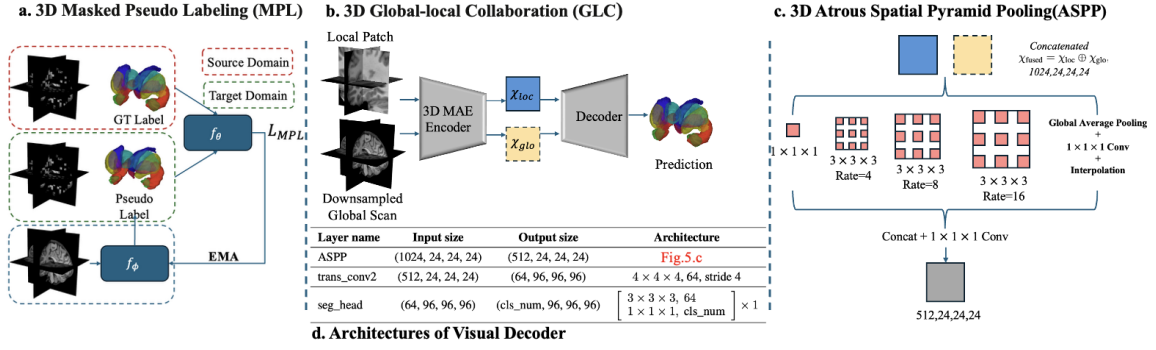 a. 3D Masked Pseudo Labeling (MPL)
Source Domain
Target Domain
GT Label
f_θ
L_MPL
Pseudo
Label
f_ϕ
EMA
b. 3D Global-local Collaboration (GLC)
Local Patch
3D MAE
Encoder
χ_loc
χ_glo
Decoder
Prediction
Downsampled
Global Scan
Layer name Input size Output size Architecture
ASPP (1024, 24, 24, 24) (512, 24, 24, 24) Fig.5.c
trans_conv2 (512, 24, 24, 24) (64, 96, 96, 96) 4 × 4 × 4, 64, stride 4
seg_head (64, 96, 96, 96) (cls_num, 96, 96, 96) [ 3 × 3 × 3, 64
1 × 1 × 1, cls_num ] × 1
d. Architectures of Visual Decoder
c. 3D Atrous Spatial Pyramid Pooling(ASPP)
Concatenated
χ_fused = χ_loc ⊕ χ_glo,
1024,24,24,24
1 × 1 × 1
3 × 3 × 3
Rate=4
3 × 3 × 3
Rate=8
3 × 3 × 3
Rate=16
Global Average Pooling
+
1 × 1 × 1 Conv
+
Interpolation
Concat + 1 × 1 × 1 Conv
512,24,24,24